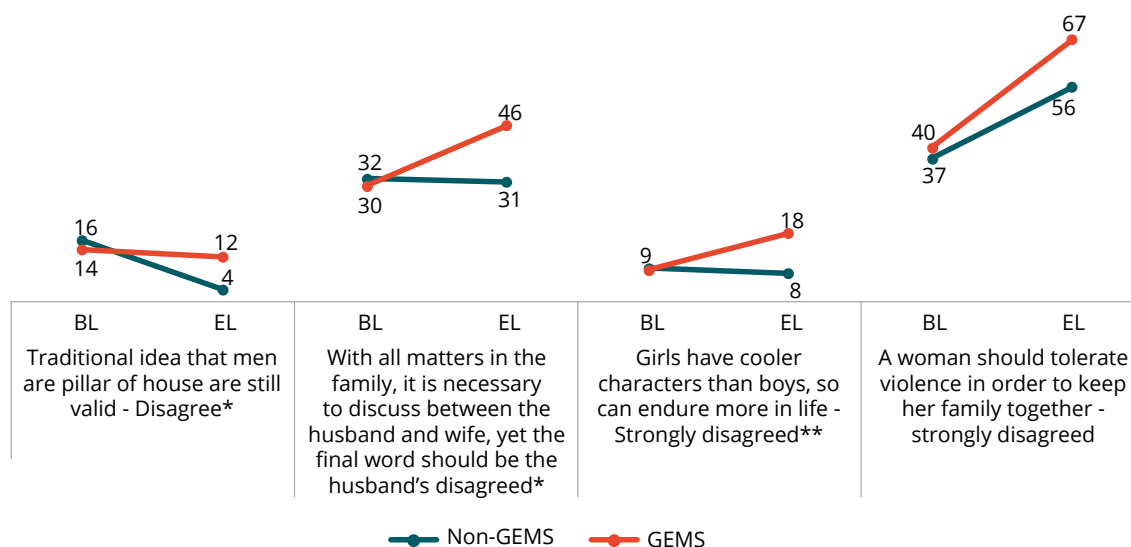 16
14
12
4
BL
EL
Traditional idea that men
are pillar of house are still
valid - Disagree*
32
30
46
31
BL
EL
With all matters in the
family, it is necessary
to discuss between the
husband and wife, yet the
final word should be the
husband's disagreed*
9
18
8
BL
EL
Girls have cooler
characters than boys, so
can endure more in life -
Strongly disagreed**
40
37
67
56
BL
EL
A woman should tolerate
violence in order to keep
her family together -
strongly disagreed
Non-GEMS
GEMS